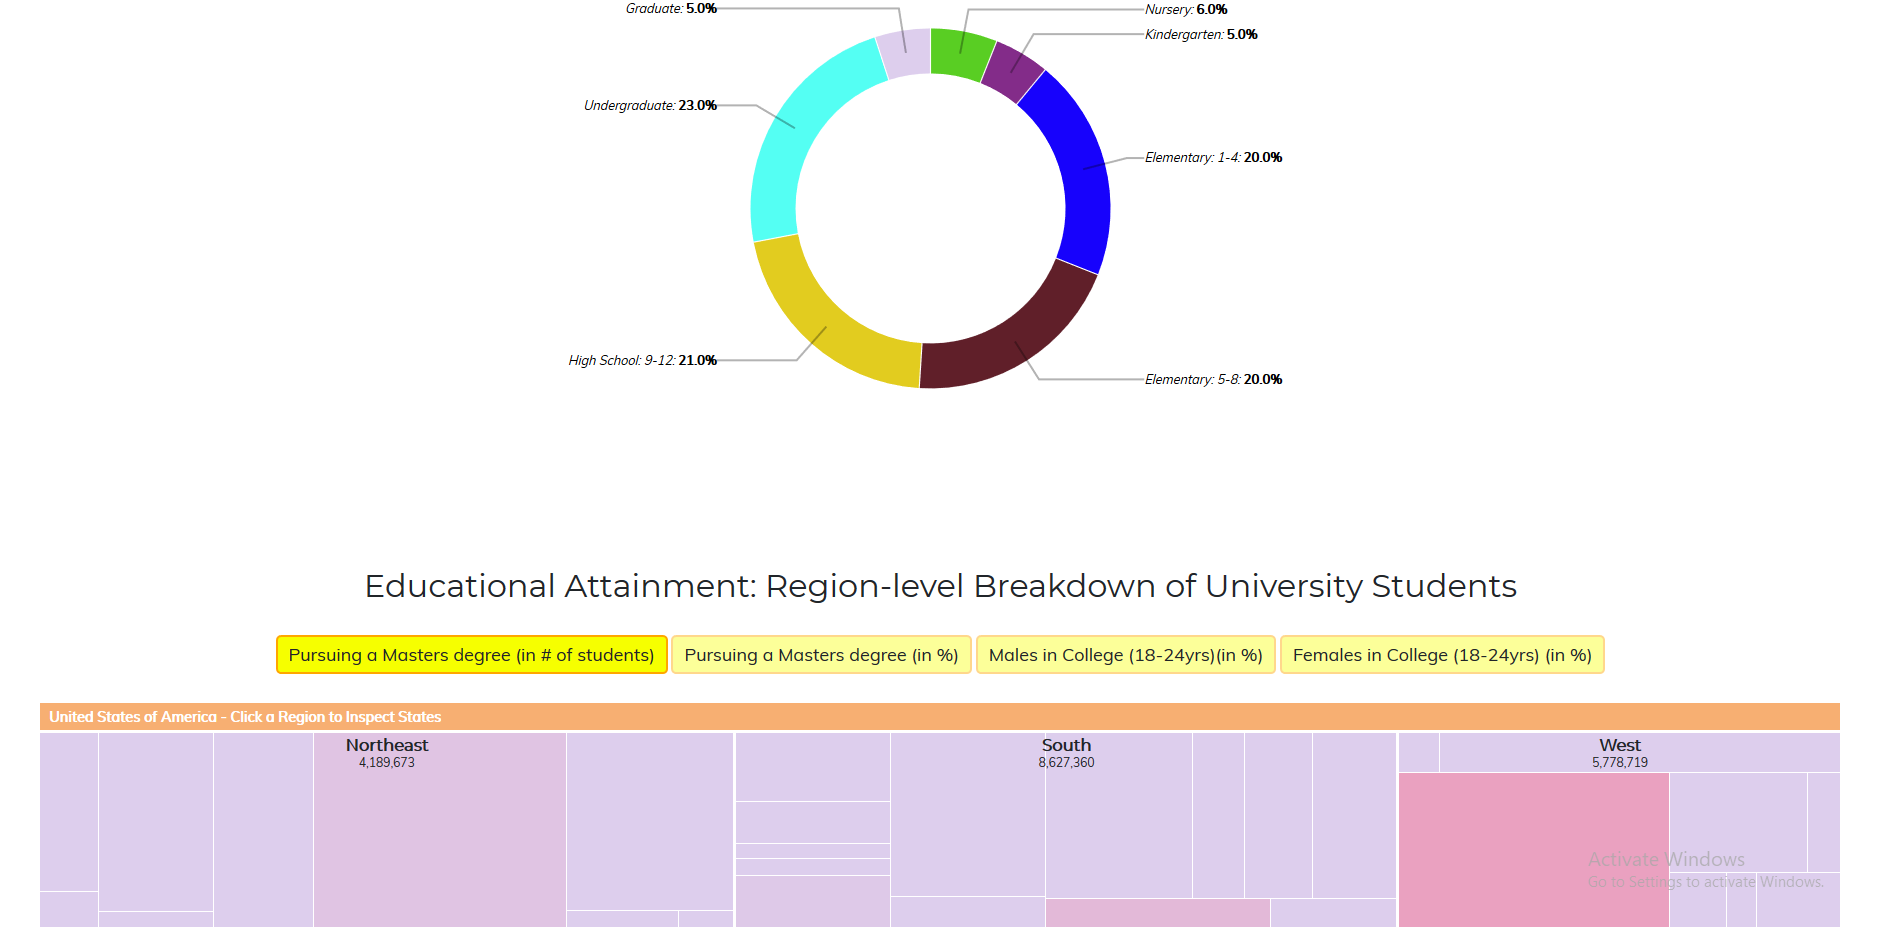 Graduate: 5.0%
Nursery: 6.0%
Kindergarten: 5.0%
Undergraduate: 23.0%
Elementary: 1-4: 20.0%
High School: 9-12: 21.0%
Elementary: 5-8: 20.0%
Educational Attainment: Region-level Breakdown of University Students
Pursuing a Masters degree (in # of students)
Pursuing a Masters degree (in %)
Males in College (18-24yrs)(in %)
Females in College (18-24yrs) (in %)
United States of America - Click a Region to Inspect States
Northeast
4,189,673
South
8,627,360
West
5,778,719
Activate Windows
Go to Settings to activate Windows.